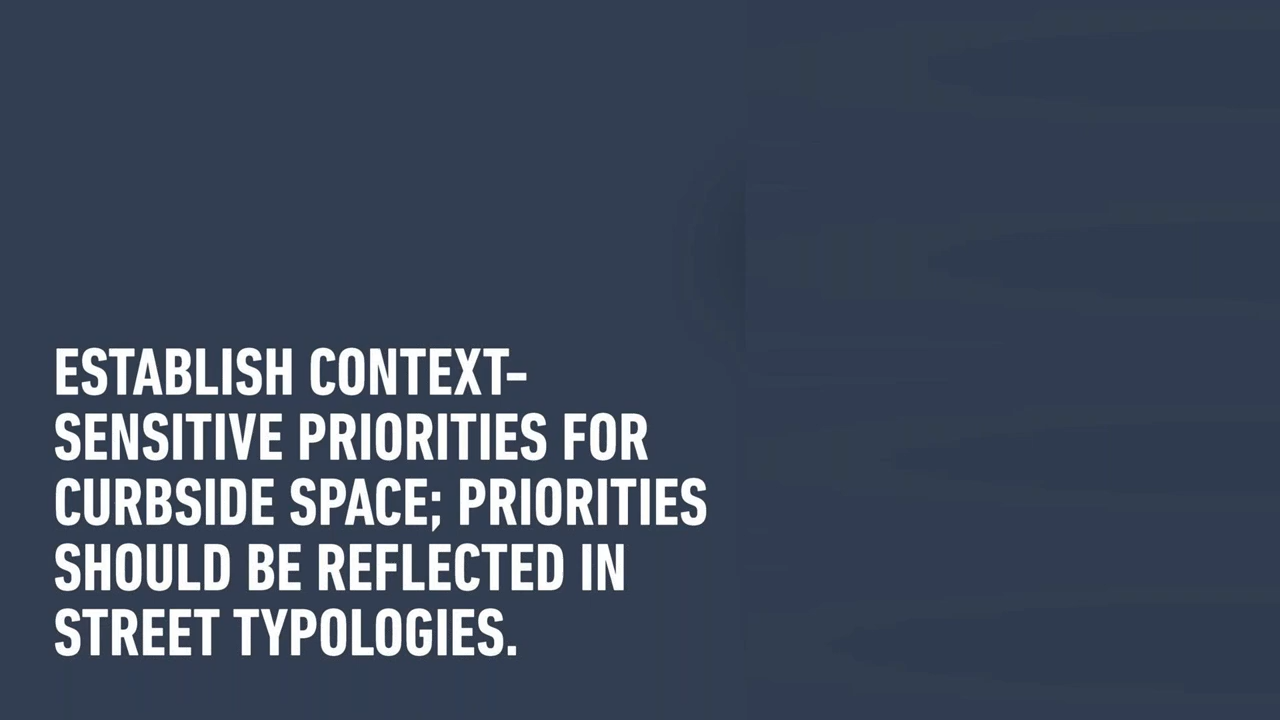 ESTABLISH CONTEXT-
SENSITIVE PRIORITIES FOR
CURBSIDE SPACE; PRIORITIES
SHOULD BE REFLECTED IN
STREET TYPOLOGIES.